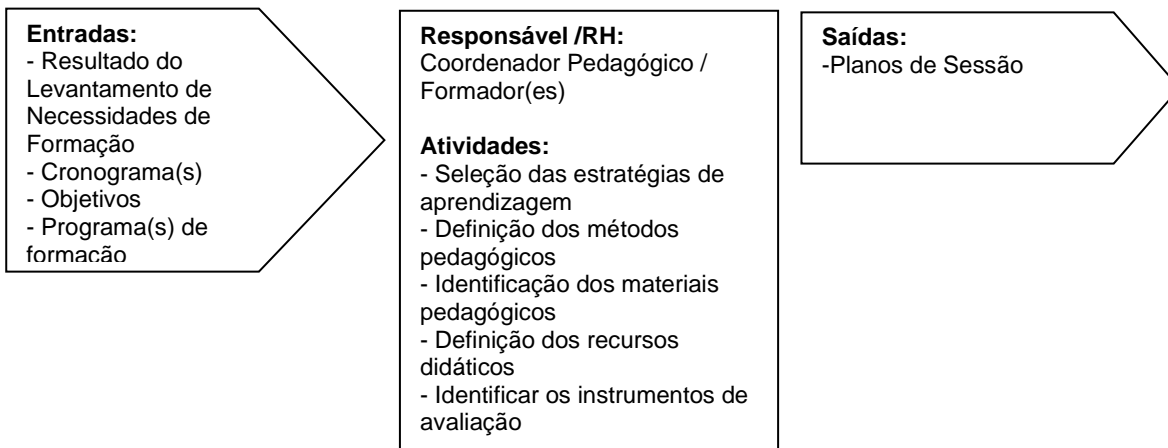 Entradas:
- Resultado do
Levantamento de
Necessidades de
Formação
- Cronograma(s)
- Objetivos
- Programa(s) de
formação
Responsável /RH:
Coordenador Pedagógico /
Formador(es)
Atividades:
- Seleção das estratégias de
aprendizagem
- Definição dos métodos
pedagógicos
- Identificação dos materiais
pedagógicos
- Definição dos recursos
didáticos
- Identificar os instrumentos de
avaliação
Saídas:
-Planos de Sessão